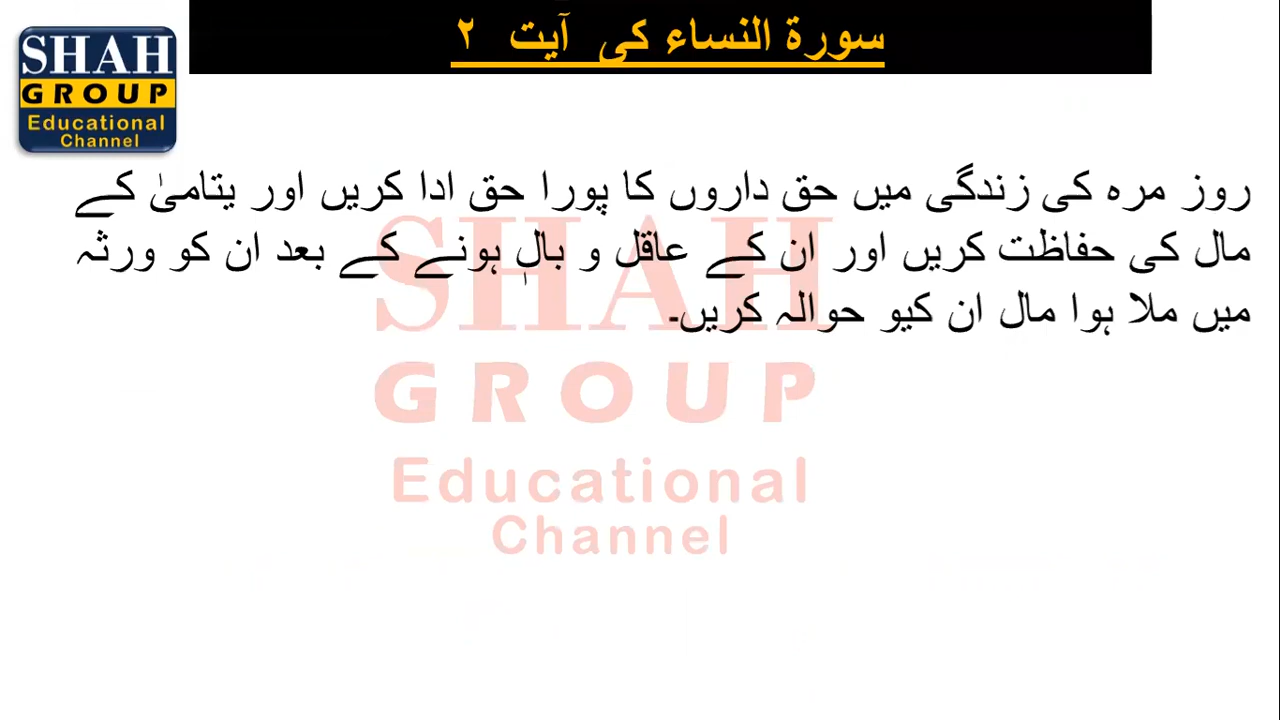 سورۃ النساء کی آیت ۲
SHAH
GROUP
Educational
Channel
روز مرہ کی زندگی میں حق داروں کا پورا حق ادا کریں اور یتامیٰ کے
مال کی حفاظت کریں اور ان کے عاقل و بالٖ ہونے کے بعد ان کو ورثہ
میں ملا ہوا مال ان کیو حوالہ کریں۔
SHAH
GROUP
Educational
Channel